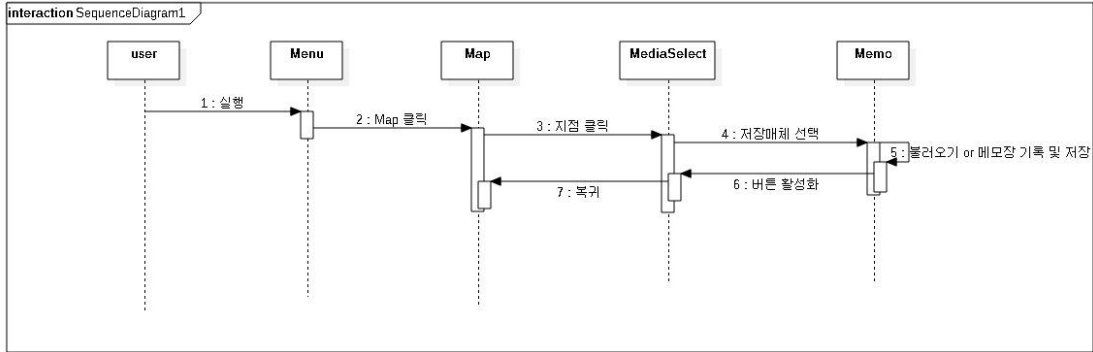 interaction SequenceDiagram1
user
Menu
Map
MediaSelect
Memo
1 : 실행
2 : Map 클릭
3 : 지점 클릭
4 : 저장매체 선택
5 : 불러오기 or 메모장 기록 및 저장
6 : 버튼 활성화
7 : 복귀